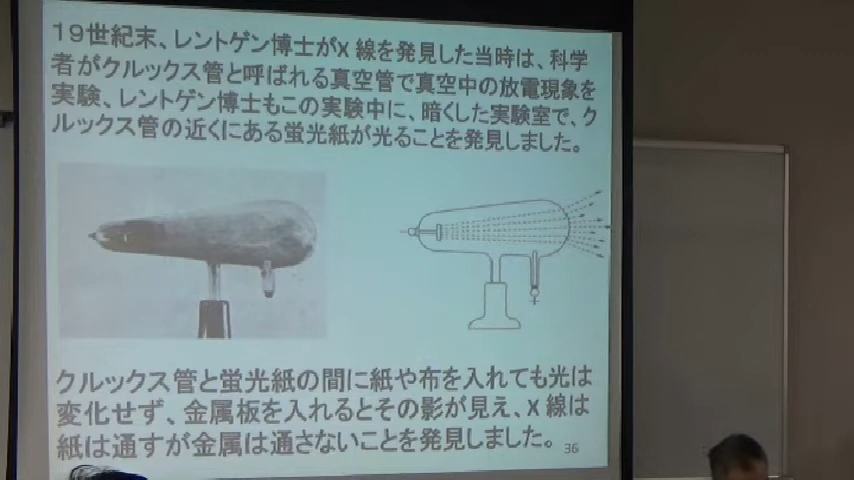 19世紀末、レントゲン博士がx 線を発見した当時は、科学
者がクルックス管と呼ばれる真空管で真空中の放電現象を
実験、レントゲン博士もこの実験中に、暗くした実験室で、ク
ルックス管の近くにある蛍光紙が光ることを発見しました。
クルックス管と蛍光紙の間に紙や布を入れても光は
変化せず、金属板を入れるとその影が見え、x 線は
紙は通すが金属は通さないことを発見しました。
36